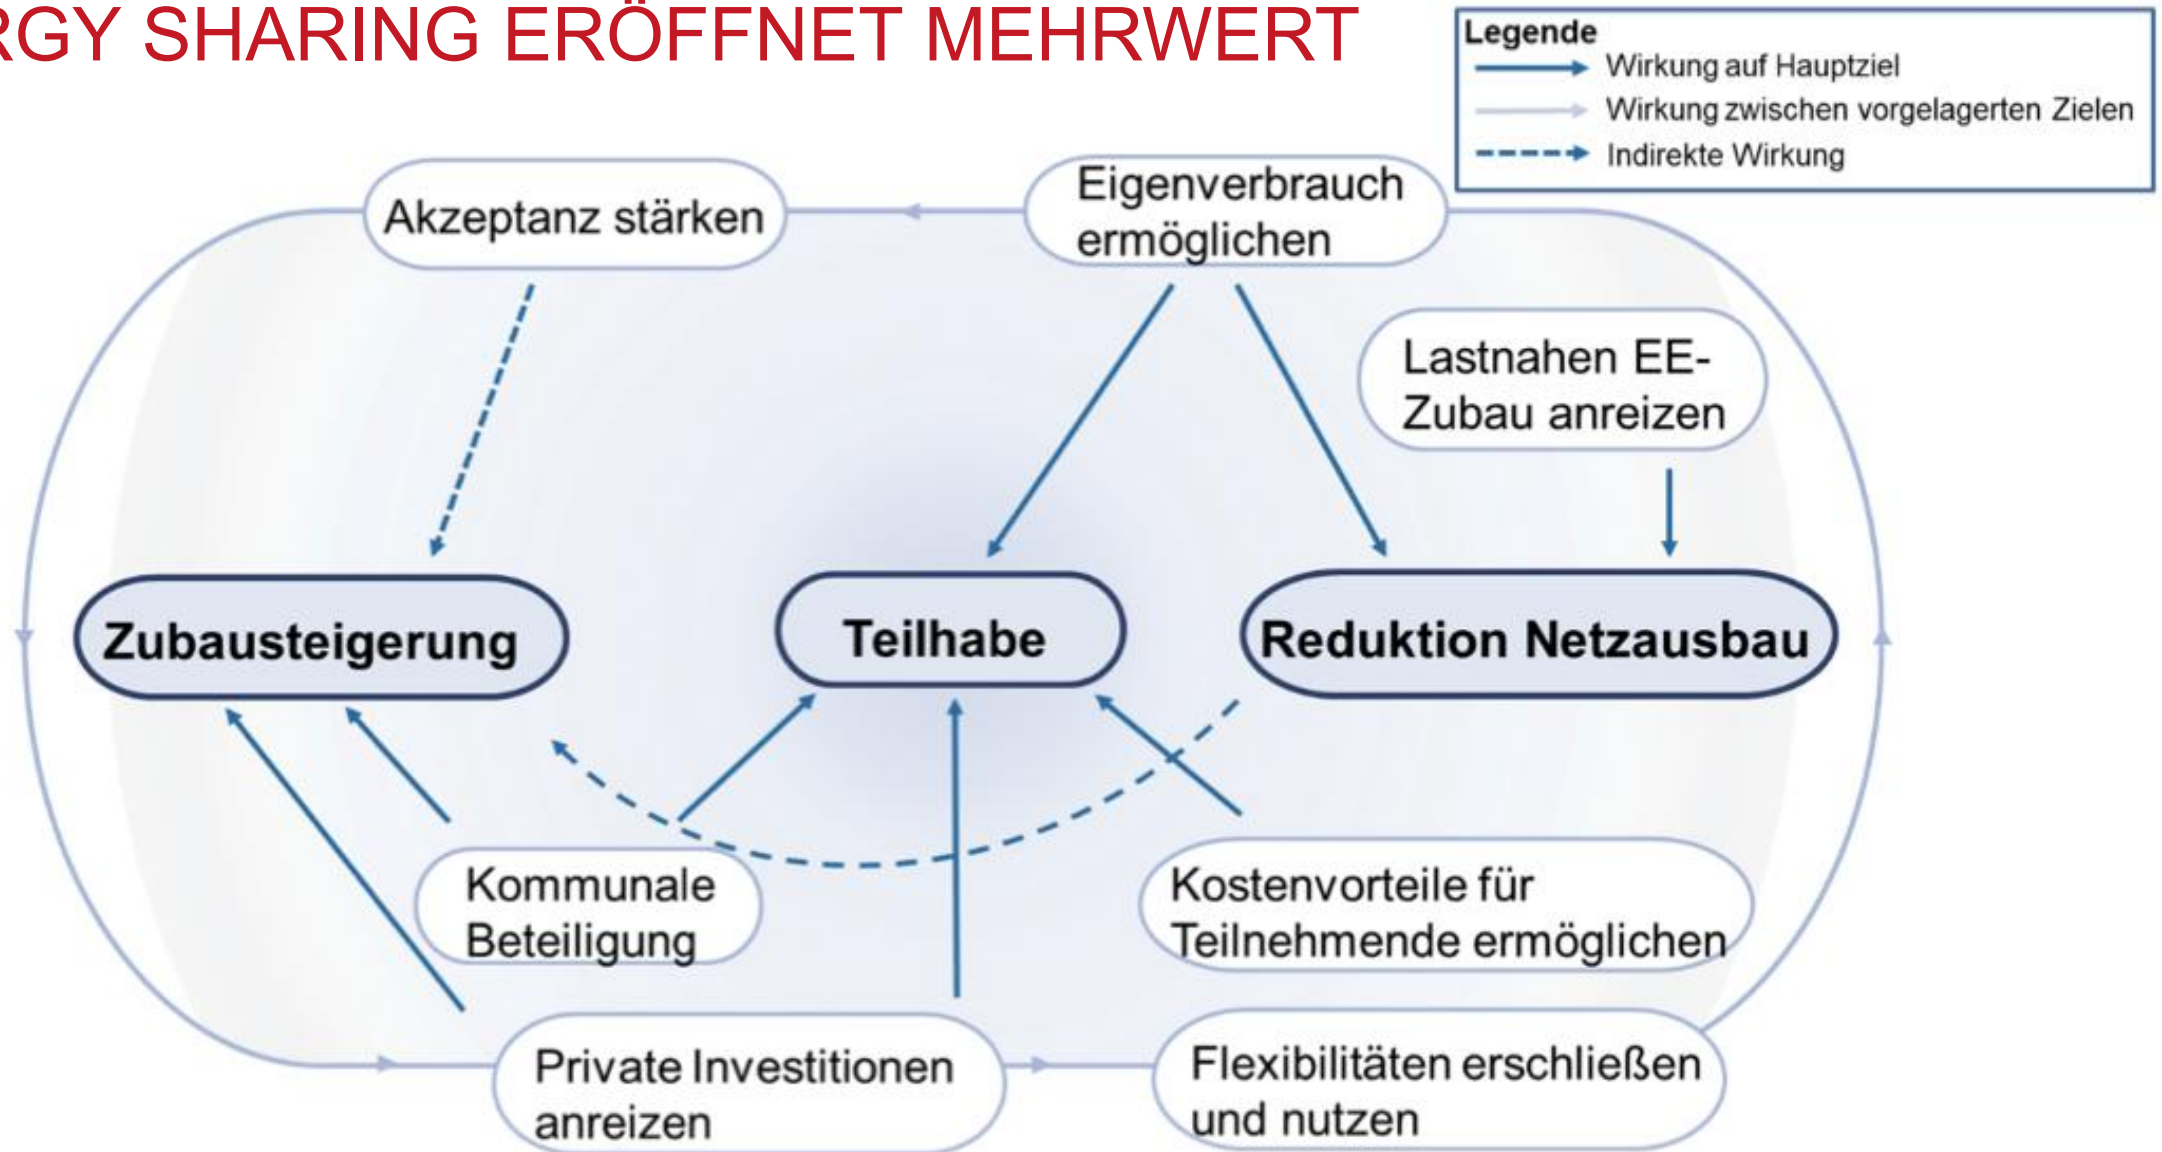 RGY SHARING ERÖFFNET MEHRWERT
Legende
Wirkung auf Hauptziel
Wirkung zwischen vorgelagerten Zielen
Indirekte Wirkung
Akzeptanz stärken
Eigenverbrauch
ermöglichen
Lastnahen EE-
Zubau anreizen
Zubausteigerung
Teilhabe
Reduktion Netzausbau
Kommunale
Beteiligung
Kostenvorteile für
Teilnehmende ermöglichen
Private Investitionen
anreizen
Flexibilitäten erschließen
und nutzen